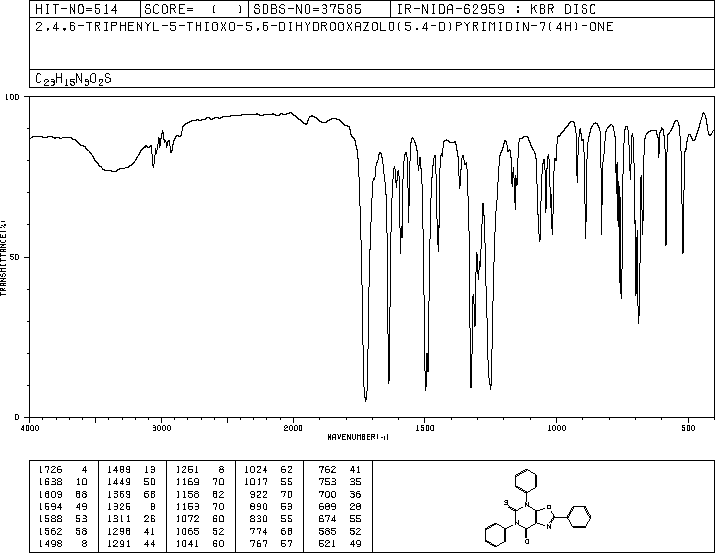 HIT-NO=514 SCORE= ( ) SDBS-NO=37585 IR-NIDA-62959 : KBR DISC
2,4,6-TRIPHENYL-5-THIOXO-5,6-DIHYDROOXAZOLO(5,4-D)PYRIMIDIN-7(4H)-ONE
C23H15N3O2S
100
50
0
TRANSMITTANCE(%)
4000 3000 2000 1500 1000 500
WAVENUMBER(-1)
1726 4 1489 13 1251 8 1024 62 762 41
1638 10 1449 50 1169 70 1017 55 753 35
1609 68 1369 66 1158 62 922 70 700 36
1594 49 1326 8 1153 70 890 53 689 28
1588 53 1311 26 1072 60 830 55 674 55
1562 58 1298 41 1065 52 774 68 585 52
1498 8 1291 44 1041 60 767 57 521 49
S
N
O
N
N
O